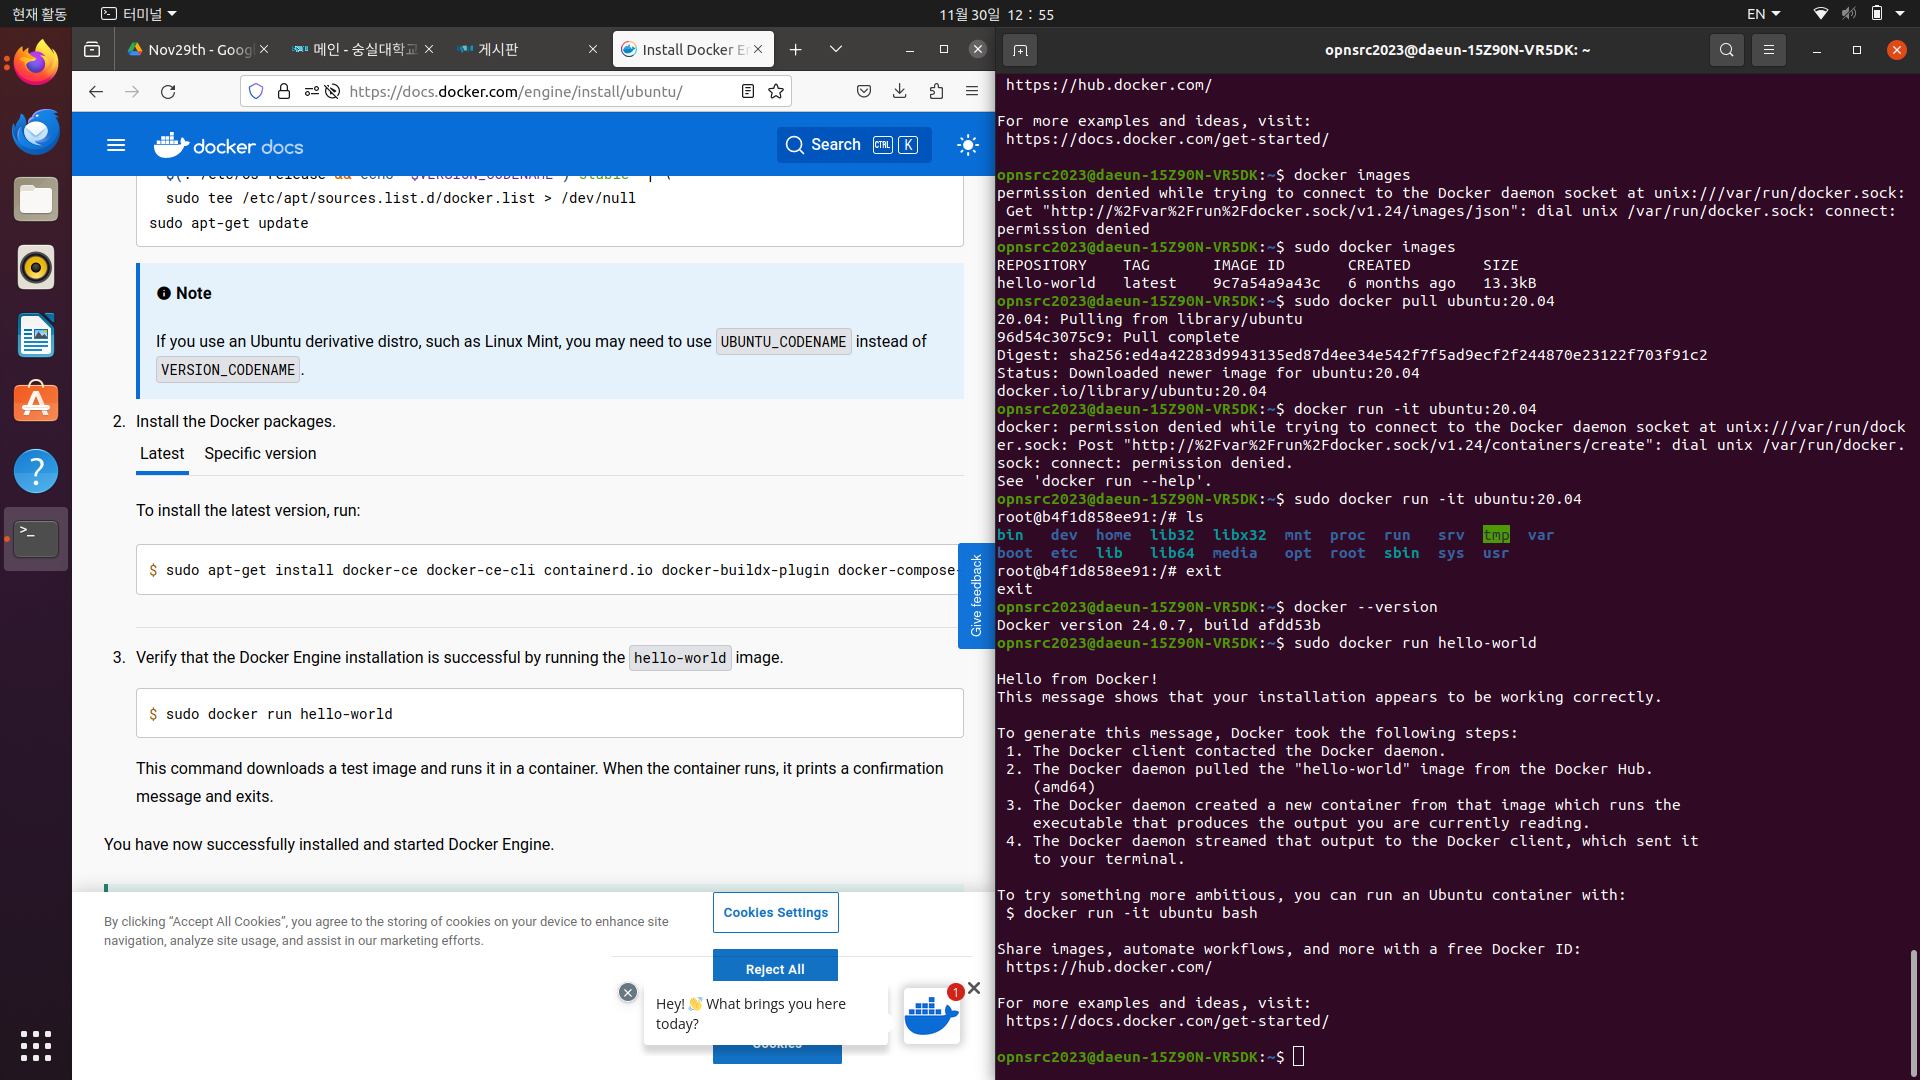 현재 활동
터미널
11월 30일 12 : 55
EN
Nov29th - Goog
메인 - 숭실대학교
게시판
Install Docker E
https://docs.docker.com/engine/install/ubuntu/
docker docs
Search CTRL K
sudo tee /etc/apt/sources.list.d/docker.list > /dev/null
sudo apt-get update
Note
If you use an Ubuntu derivative distro, such as Linux Mint, you may need to use UBUNTU_CODENAME instead of
VERSION_CODENAME.
2. Install the Docker packages.
Latest Specific version
To install the latest version, run:
$ sudo apt-get install docker-ce docker-ce-cli containerd.io docker-buildx-plugin docker-compose-
Give feedback
3. Verify that the Docker Engine installation is successful by running the hello-world image.
$ sudo docker run hello-world
This command downloads a test image and runs it in a container. When the container runs, it prints a confirmation
message and exits.
You have now successfully installed and started Docker Engine.
By clicking “Accept All Cookies”, you agree to the storing of cookies on your device to enhance site
navigation, analyze site usage, and assist in our marketing efforts.
Cookies Settings
Reject All
Hey! 👋 What brings you here
today?
1
Cookies
opnsrc2023@daeun-15Z90N-VR5DK: ~
https://hub.docker.com/
For more examples and ideas, visit:
https://docs.docker.com/get-started/
opnsrc2023@daeun-15Z90N-VR5DK:~$ docker images
permission denied while trying to connect to the Docker daemon socket at unix:///var/run/docker.sock:
Get "http://%2Fvar%2Frun%2Fdocker.sock/v1.24/images/json": dial unix /var/run/docker.sock: connect:
permission denied
opnsrc2023@daeun-15Z90N-VR5DK:~$ sudo docker images
REPOSITORY TAG IMAGE ID CREATED SIZE
hello-world latest 9c7a54a9a43c 6 months ago 13.3kB
opnsrc2023@daeun-15Z90N-VR5DK:~$ sudo docker pull ubuntu:20.04
20.04: Pulling from library/ubuntu
96d54c3075c9: Pull complete
Digest: sha256:ed4a42283d9943135ed87d4ee34e542f7f5ad9ecf2f244870e23122f703f91c2
Status: Downloaded newer image for ubuntu:20.04
docker.io/library/ubuntu:20.04
opnsrc2023@daeun-15Z90N-VR5DK:~$ docker run -it ubuntu:20.04
docker: permission denied while trying to connect to the Docker daemon socket at unix:///var/run/dock
er.sock: Post "http://%2Fvar%2Frun%2Fdocker.sock/v1.24/containers/create": dial unix /var/run/docker.
sock: connect: permission denied.
See 'docker run --help'.
opnsrc2023@daeun-15Z90N-VR5DK:~$ sudo docker run -it ubuntu:20.04
root@b4f1d858ee91:/# ls
bin dev home lib32 libx32 mnt proc run srv tmp var
boot etc lib lib64 media opt root sbin sys usr
root@b4f1d858ee91:/# exit
exit
opnsrc2023@daeun-15Z90N-VR5DK:~$ docker --version
Docker version 24.0.7, build afdd53b
opnsrc2023@daeun-15Z90N-VR5DK:~$ sudo docker run hello-world
Hello from Docker!
This message shows that your installation appears to be working correctly.
To generate this message, Docker took the following steps:
1. The Docker client contacted the Docker daemon.
2. The Docker daemon pulled the "hello-world" image from the Docker Hub.
(amd64)
3. The Docker daemon created a new container from that image which runs the
executable that produces the output you are currently reading.
4. The Docker daemon streamed that output to the Docker client, which sent it
to your terminal.
To try something more ambitious, you can run an Ubuntu container with:
$ docker run -it ubuntu bash
Share images, automate workflows, and more with a free Docker ID:
https://hub.docker.com/
For more examples and ideas, visit:
https://docs.docker.com/get-started/
opnsrc2023@daeun-15Z90N-VR5DK:~$